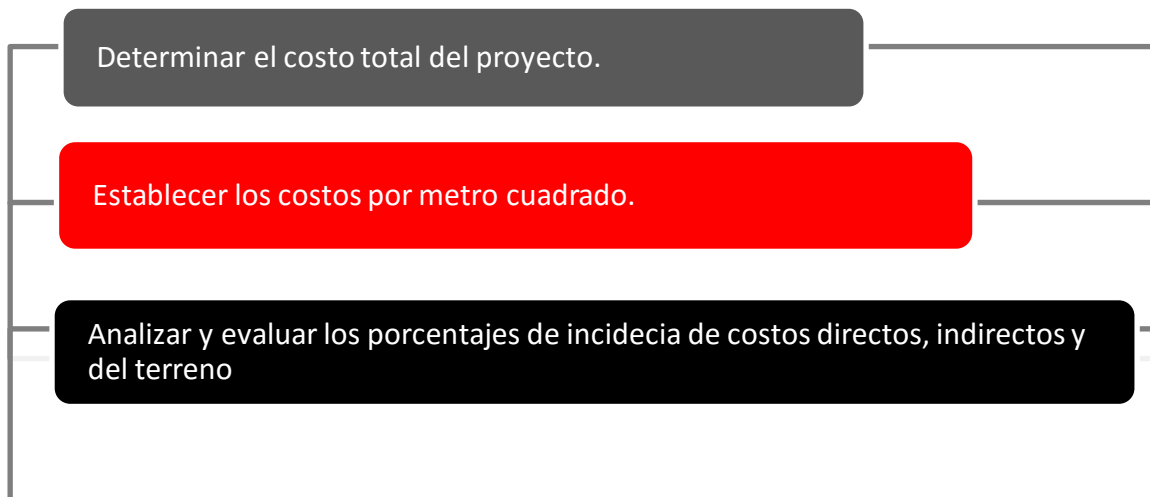 Determinar el costo total del proyecto.
Establecer los costos por metro cuadrado.
Analizar y evaluar los porcentajes de incidecia de costos directos, indirectos y
del terreno